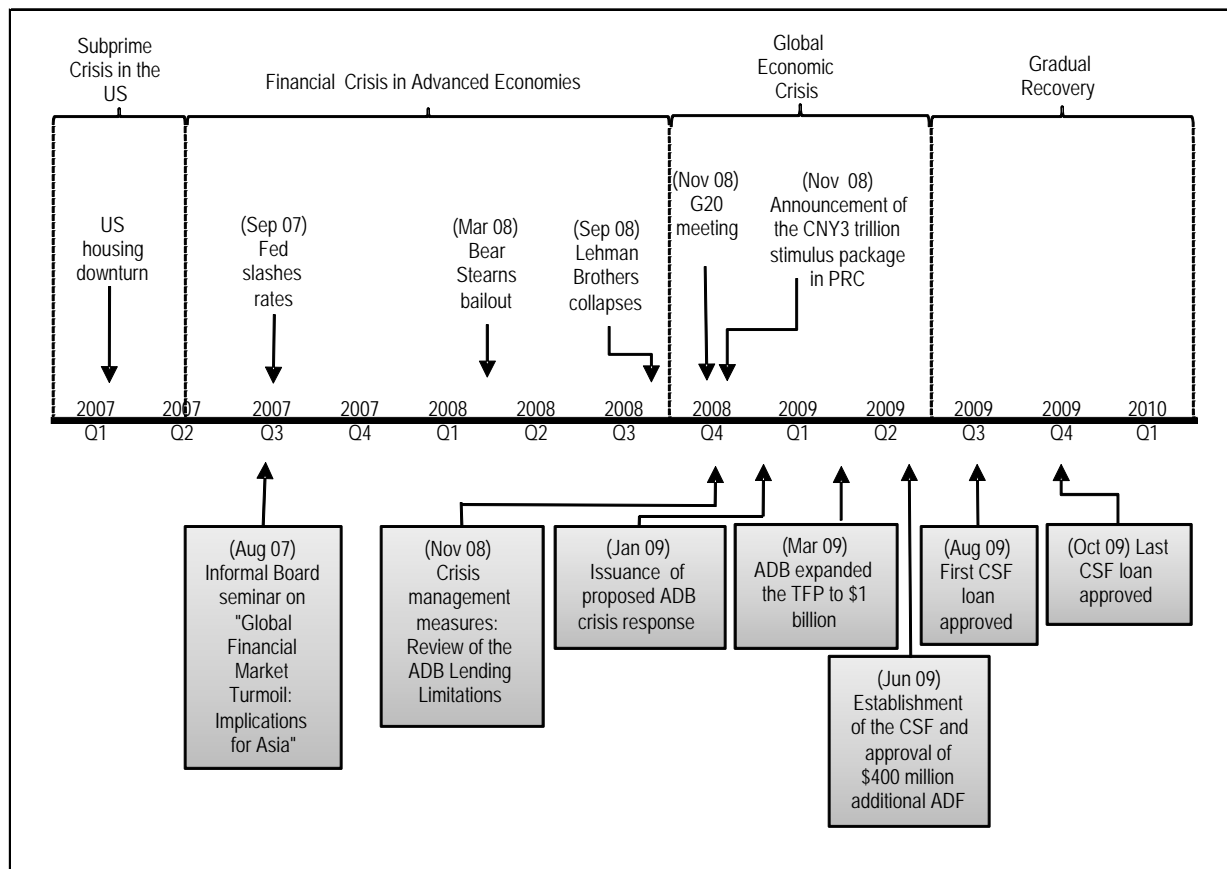 Subprime
Crisis in the
US
Financial Crisis in Advanced Economies
Global
Economic
Crisis
Gradual
Recovery
US
housing
downturn
(Sep 07)
Fed
slashes
rates
(Mar 08)
Bear
Stearns
bailout
(Sep 08)
Lehman
Brothers
collapses
(Nov 08)
G20
meeting
(Nov 08)
Announcement of
the CNY3 trillion
stimulus package
in PRC
2007 2007 2007 2007 2008 2008 2008 2008 2009 2009 2009 2009 2010
Q1 Q2 Q3 Q4 Q1 Q2 Q3 Q4 Q1 Q2 Q3 Q4 Q1
(Aug 07)
Informal Board
seminar on
"Global
Financial
Market
Turmoil:
Implications
for Asia"
(Nov 08)
Crisis
management
measures:
Review of the
ADB Lending
Limitations
(Jan 09)
Issuance of
proposed ADB
crisis response
(Mar 09)
ADB expanded
the TFP to $1
billion
(Jun 09)
Establishment
of the CSF and
approval of
$400 million
additional ADF
(Aug 09)
First CSF
loan
approved
(Oct 09) Last
CSF loan
approved